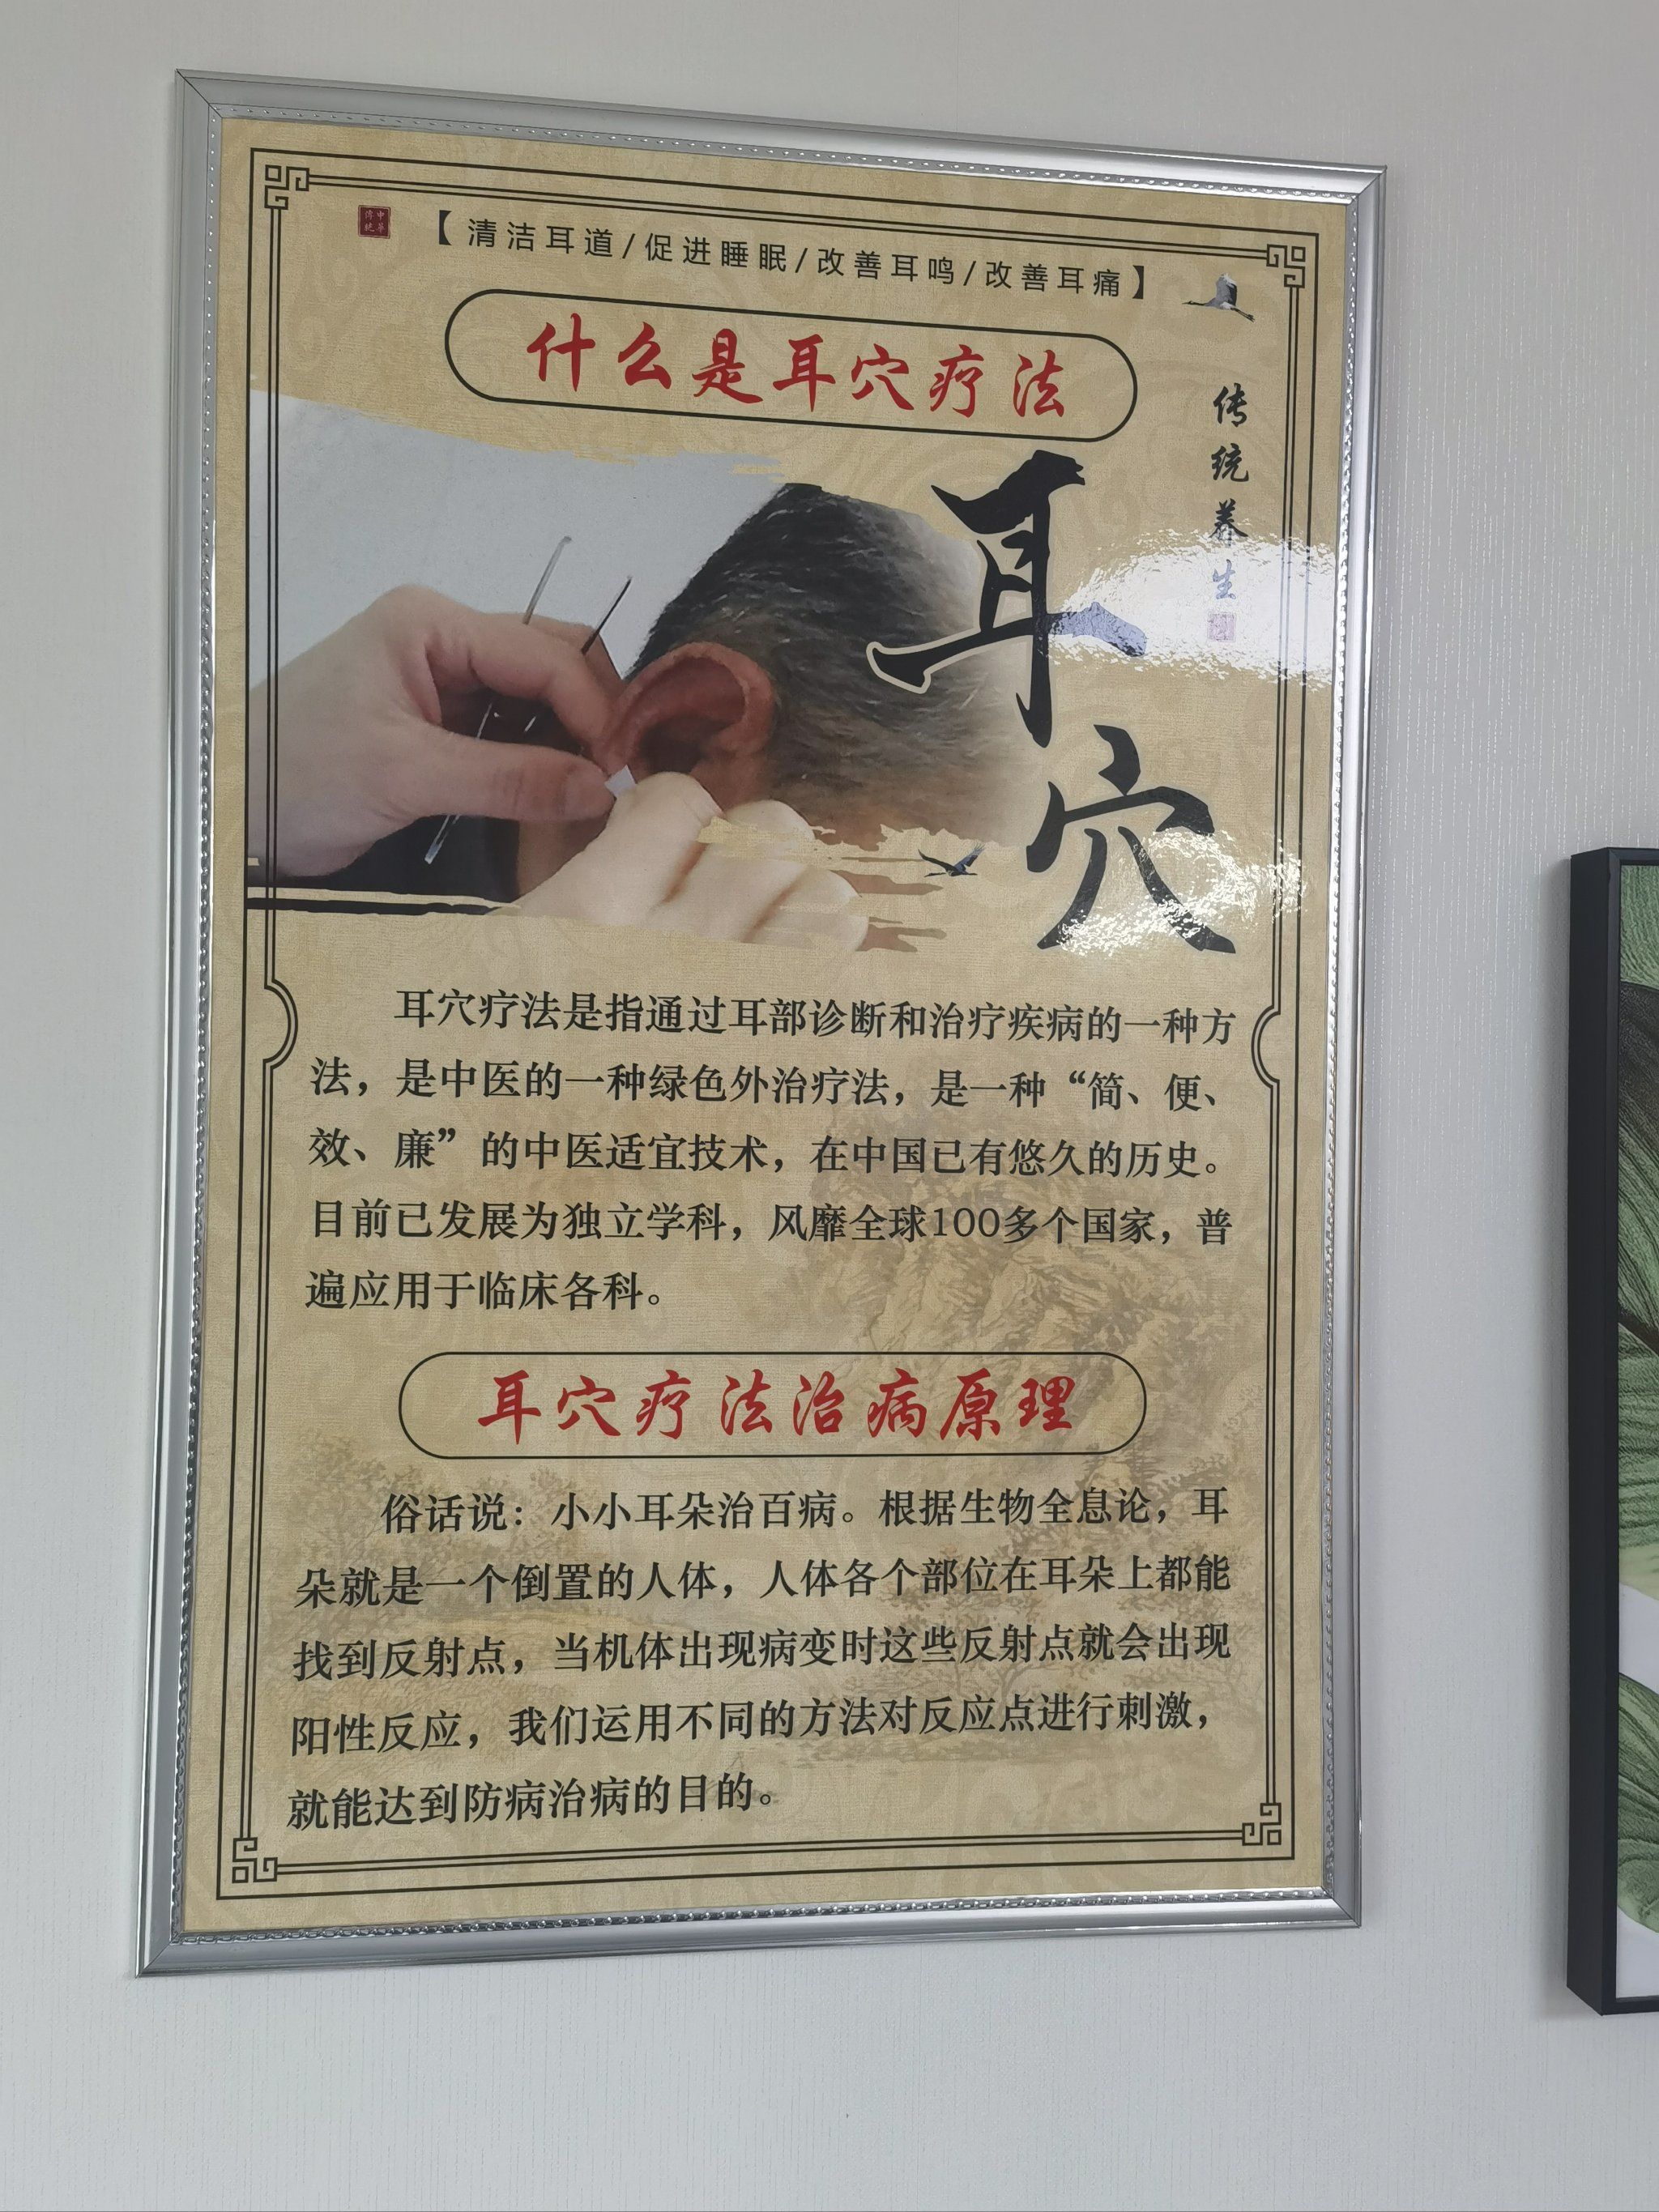 中华
传统
【清洁耳道/促进睡眠/改善耳鸣/改善耳痛】
什么是耳穴疗法
传统养生
耳穴
耳穴疗法是指通过耳部诊断和治疗疾病的一种方
法，是中医的一种绿色外治疗法，是一种“简、便、
效、廉”的中医适宜技术，在中国已有悠久的历史。
目前已发展为独立学科，风靡全球100多个国家，普
遍应用于临床各科。
耳穴疗法治病原理
俗话说：小小耳朵治百病。根据生物全息论，耳
朵就是一个倒置的人体，人体各个部位在耳朵上都能
找到反射点，当机体出现病变时这些反射点就会出现
阳性反应，我们运用不同的方法对反应点进行刺激，
就能达到防病治病的目的。